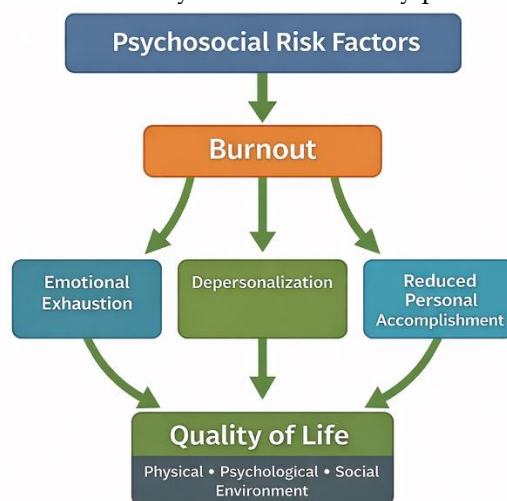 Psychosocial Risk Factors
Burnout
Emotional
Exhaustion
Depersonalization
Reduced
Personal
Accomplishment
Quality of Life
Physical • Psychological • Social
Environment